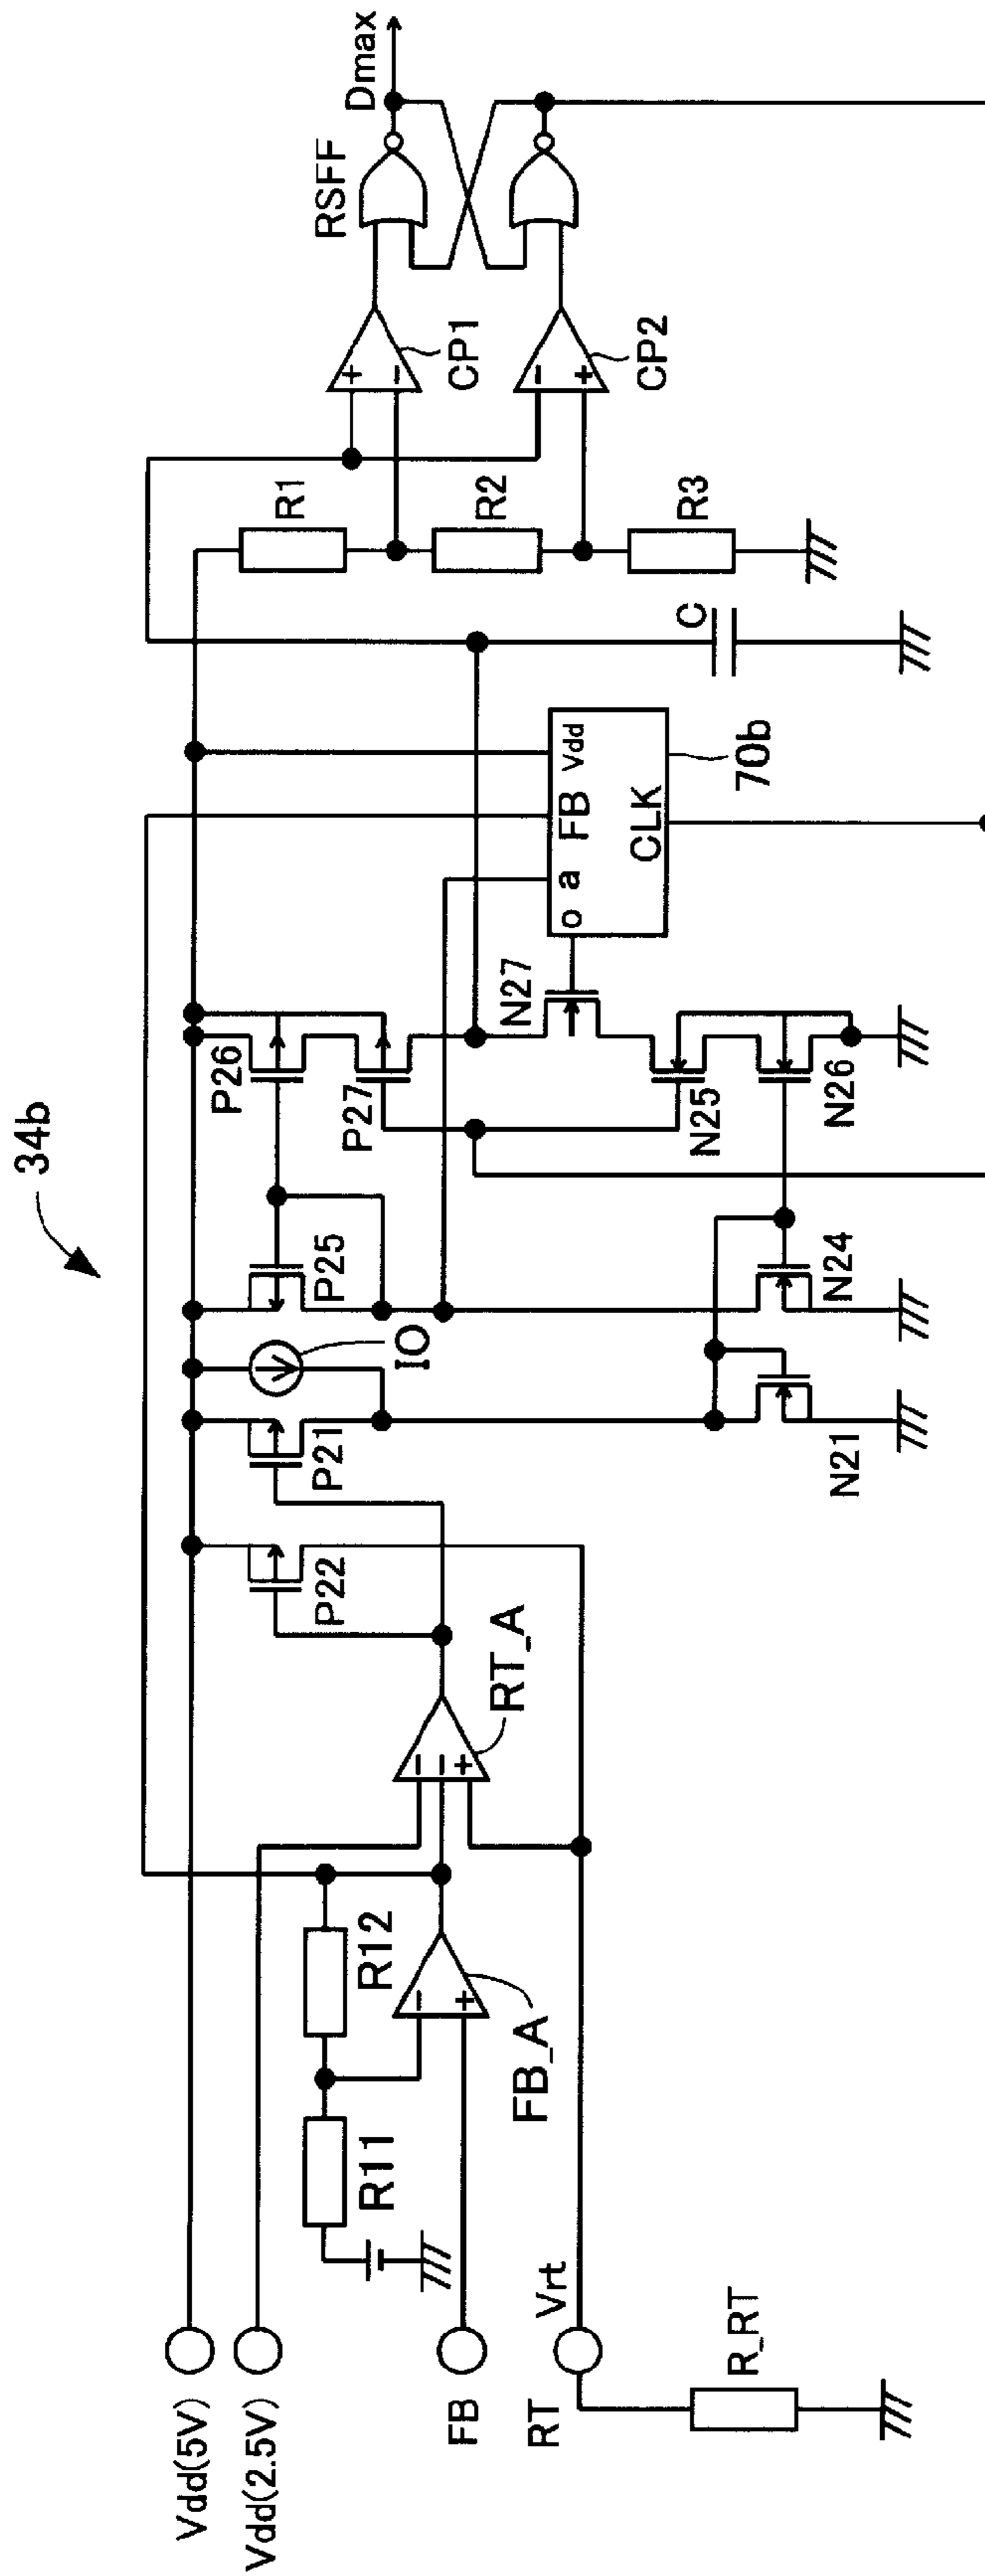 34b
Vdd(5V)
Vdd(2.5V)
FB
RT
Vrt
R_RT
R11
R12
FB_A
RT_A
P22
P21
IO
P25
P26
P27
N21
N24
N25
N26
N27
o a FB Vdd
CLK
70b
C
R1
R2
R3
+
−
CP1
−
+
CP2
RSFF
Dmax
−
+
−
−
+